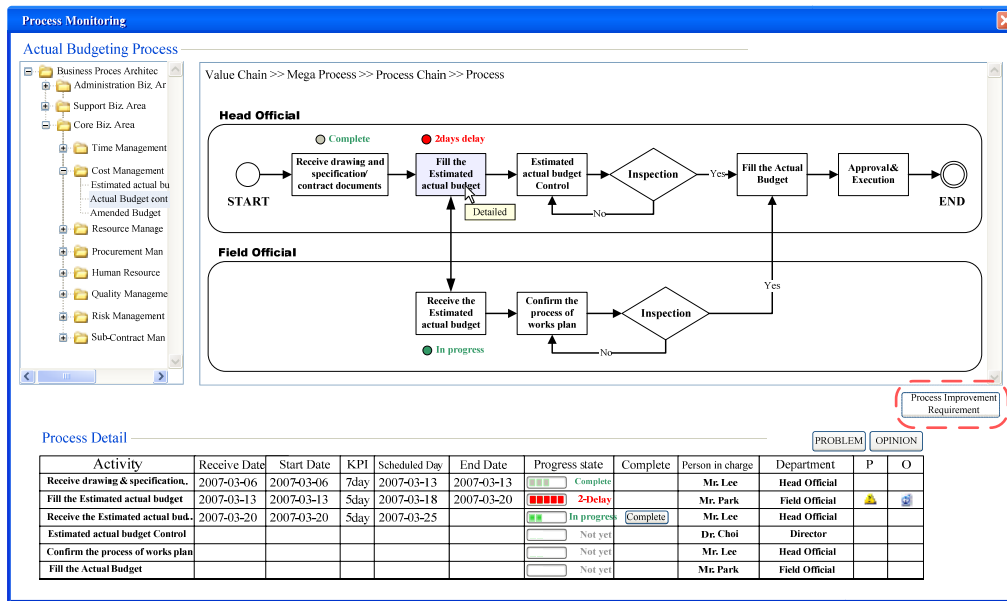 Process Monitoring
Actual Budgeting Process
Business Proces Architec
Administration Biz. Ar
Support Biz. Area
Core Biz. Area
Time Management
Cost Management
Estimated actual bu
Actual Budget cont
Amended Budget
Resource Manage
Procurement Man
Human Resource
Quality Manageme
Risk Management
Sub-Contract Man
Value Chain >> Mega Process >> Process Chain >> Process
Head Official
Complete
2days delay
START
Receive drawing and
specification/
contract documents
Fill the
Estimated
actual budget
Detailed
Estimated
actual budget
Control
Inspection
Yes
No
Fill the Actual
Budget
Approval&
Execution
END
Field Official
Receive the
Estimated
actual budget
In progress
Confirm the
process of
works plan
Inspection
No
Yes
Process Improvement
Requirement
Process Detail
PROBLEM OPINION
Activity Receive Date Start Date KPI Scheduled Day End Date Progress state Complete Person in charge Department P O
Receive drawing & specification.. 2007-03-06 2007-03-06 7day 2007-03-13 2007-03-13 Complete Mr. Lee Head Official
Fill the Estimated actual budget 2007-03-13 2007-03-13 5day 2007-03-18 2007-03-20 2-Delay Mr. Park Field Official
Receive the Estimated actual bud.. 2007-03-20 2007-03-20 5day 2007-03-25 In progress Complete Mr. Lee Head Official
Estimated actual budget Control Not yet Dr. Choi Director
Confirm the process of works plan Not yet Mr. Lee Head Official
Fill the Actual Budget Not yet Mr. Park Field Official